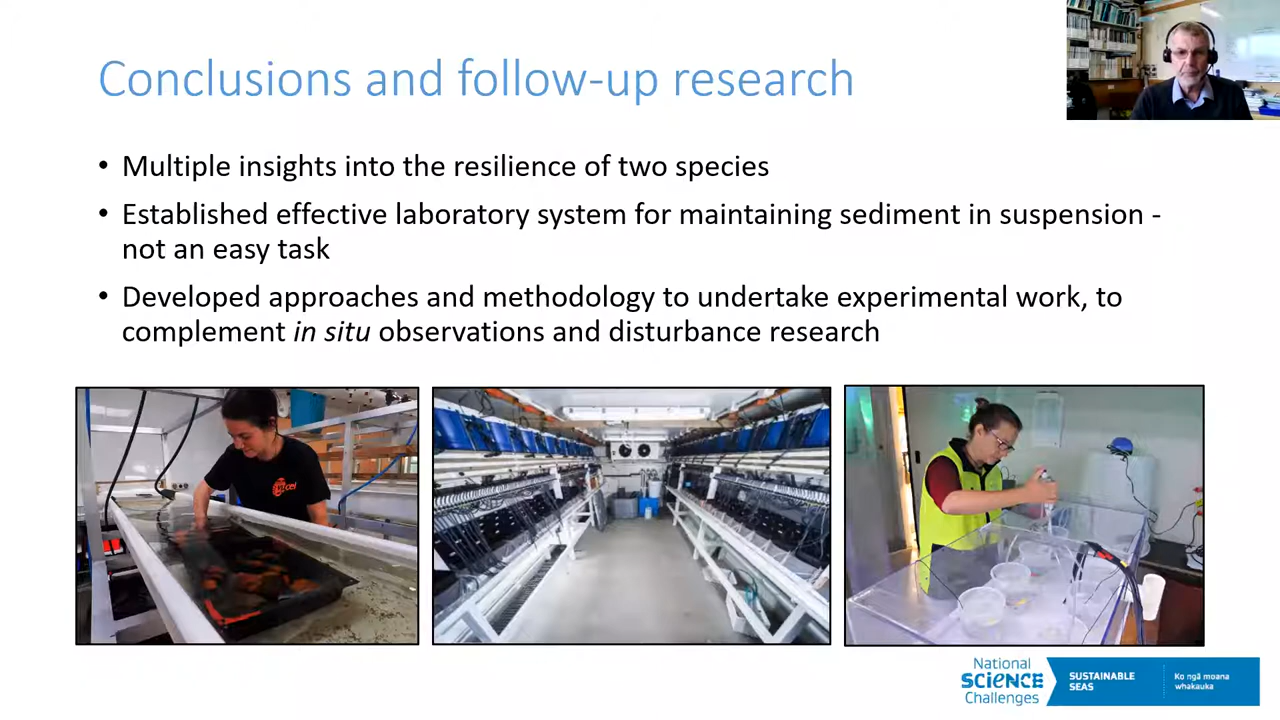 Conclusions and follow-up research
• Multiple insights into the resilience of two species
• Established effective laboratory system for maintaining sediment in suspension -
not an easy task
• Developed approaches and methodology to undertake experimental work, to
complement in situ observations and disturbance research
National
SCIENCE
Challenges
SUSTAINABLE
SEAS
Ko ngā moana
whakauka